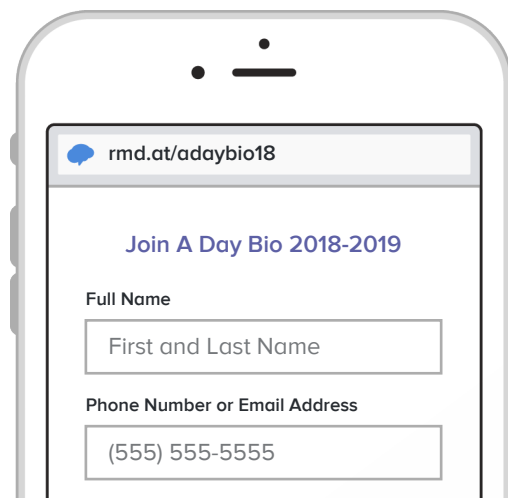 rmd.at/adaybio18
Join A Day Bio 2018-2019
Full Name
First and Last Name
Phone Number or Email Address
(555) 555-5555